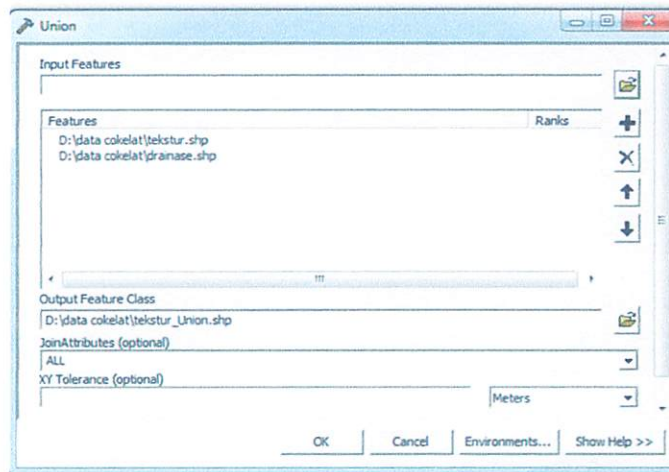 Union
Input Features
Features Ranks
D:\data cokelat\tekstur.shp
D:\data cokelat\drainase.shp
Output Feature Class
D:\data cokelat\tekstur_Union.shp
JoinAttributes (optional)
ALL
XY Tolerance (optional)
Meters
OK Cancel Environments... Show Help >>